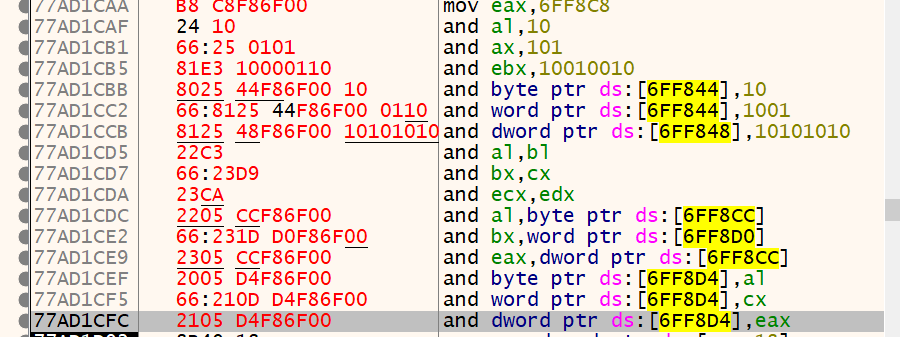 77AD1CAA B8 C8F86F00 mov eax,6FF8C8
77AD1CAF 24 10 and al,10
77AD1CB1 66:25 0101 and ax,101
77AD1CB5 81E3 10000110 and ebx,10010010
77AD1CBB 8025 44F86F00 10 and byte ptr ds:[6FF844],10
77AD1CC2 66:8125 44F86F00 0110 and word ptr ds:[6FF844],1001
77AD1CCB 8125 48F86F00 10101010 and dword ptr ds:[6FF848],10101010
77AD1CD5 22C3 and al,bl
77AD1CD7 66:23D9 and bx,cx
77AD1CDA 23CA and ecx,edx
77AD1CDC 2205 CCF86F00 and al,byte ptr ds:[6FF8CC]
77AD1CE2 66:231D D0F86F00 and bx,word ptr ds:[6FF8D0]
77AD1CE9 2305 CCF86F00 and eax,dword ptr ds:[6FF8CC]
77AD1CEF 2005 D4F86F00 and byte ptr ds:[6FF8D4],al
77AD1CF5 66:210D D4F86F00 and word ptr ds:[6FF8D4],cx
77AD1CFC 2105 D4F86F00 and dword ptr ds:[6FF8D4],eax